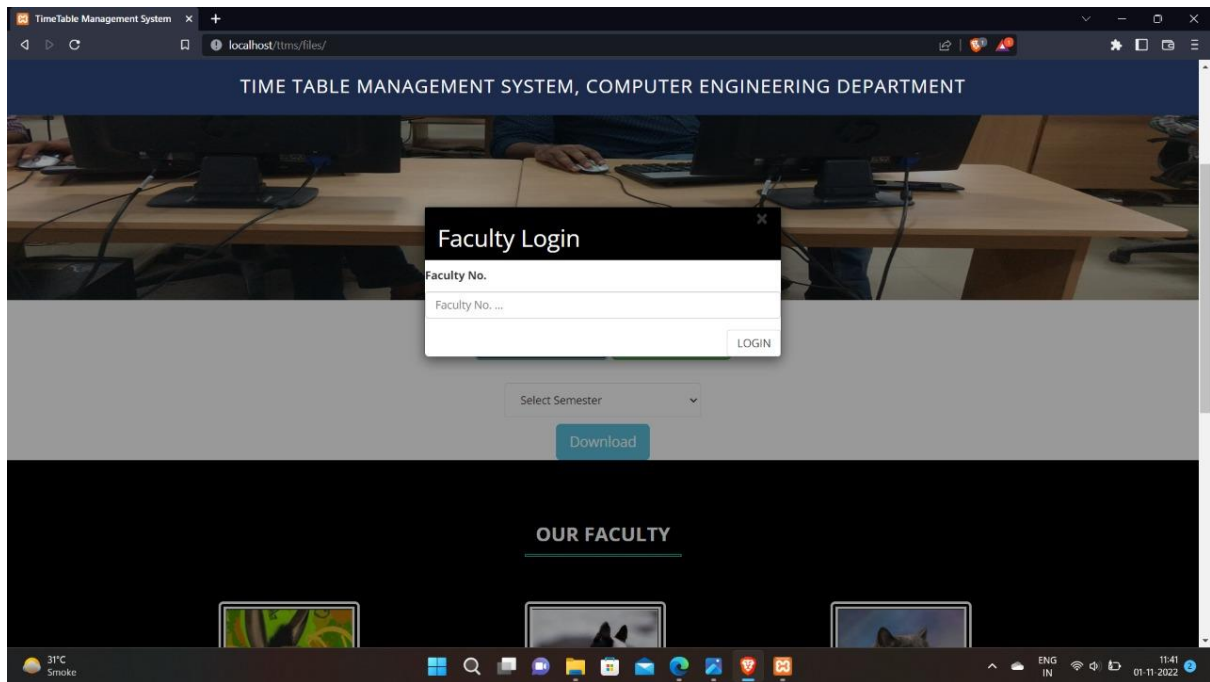 TimeTable Management System
localhost/ttms/files/
TIME TABLE MANAGEMENT SYSTEM, COMPUTER ENGINEERING DEPARTMENT
Faculty Login
×
Faculty No.
Faculty No. ...
LOGIN
Select Semester
Download
OUR FACULTY
31°C
Smoke
ENG
IN
11:41
01-11-2022
2